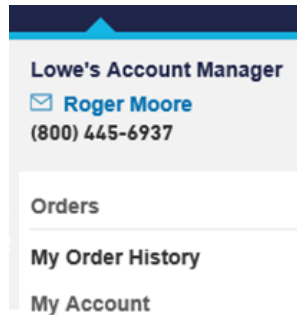 Lowe's Account Manager
Roger Moore
(800) 445-6937
Orders
My Order History
My Account